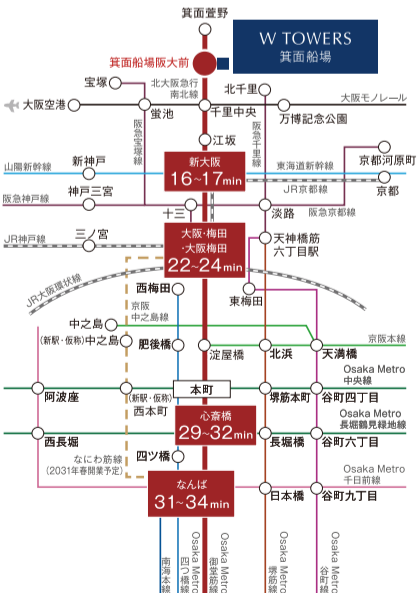 箕面萱野
W TOWERS
箕面船場
箕面船場阪大前
宝塚
北大阪急行
南北線
北千里
大阪空港
蛍池
千里中央
万博記念公園
大阪モノレール
阪急宝塚線
阪急千里線
江坂
京都河原町
山陽新幹線
新神戸
新大阪
16~17min
東海道新幹線
JR京都線
京都
阪急神戸線
神戸三宮
十三
淡路
阪急京都線
JR神戸線
三ノ宮
大阪・梅田
・大阪梅田
22~24min
天神橋筋
六丁目駅
JR大阪環状線
西梅田
東梅田
京阪
中之島線
中之島
(新駅・仮称)中之島
肥後橋
淀屋橋
北浜
天満橋
京阪本線
Osaka Metro
中央線
阿波座
(新駅・仮称)
西本町
本町
堺筋本町
谷町四丁目
心斎橋
29~32min
Osaka Metro
長堀鶴見緑地線
西長堀
四ツ橋
長堀橋
谷町六丁目
なにわ筋線
(2031年春開業予定)
なんば
31~34min
Osaka Metro
千日前線
日本橋
谷町九丁目
南海本線
Osaka Metro
四つ橋線
Osaka Metro
御堂筋線
Osaka Metro
堺筋線
Osaka Metro
谷町線